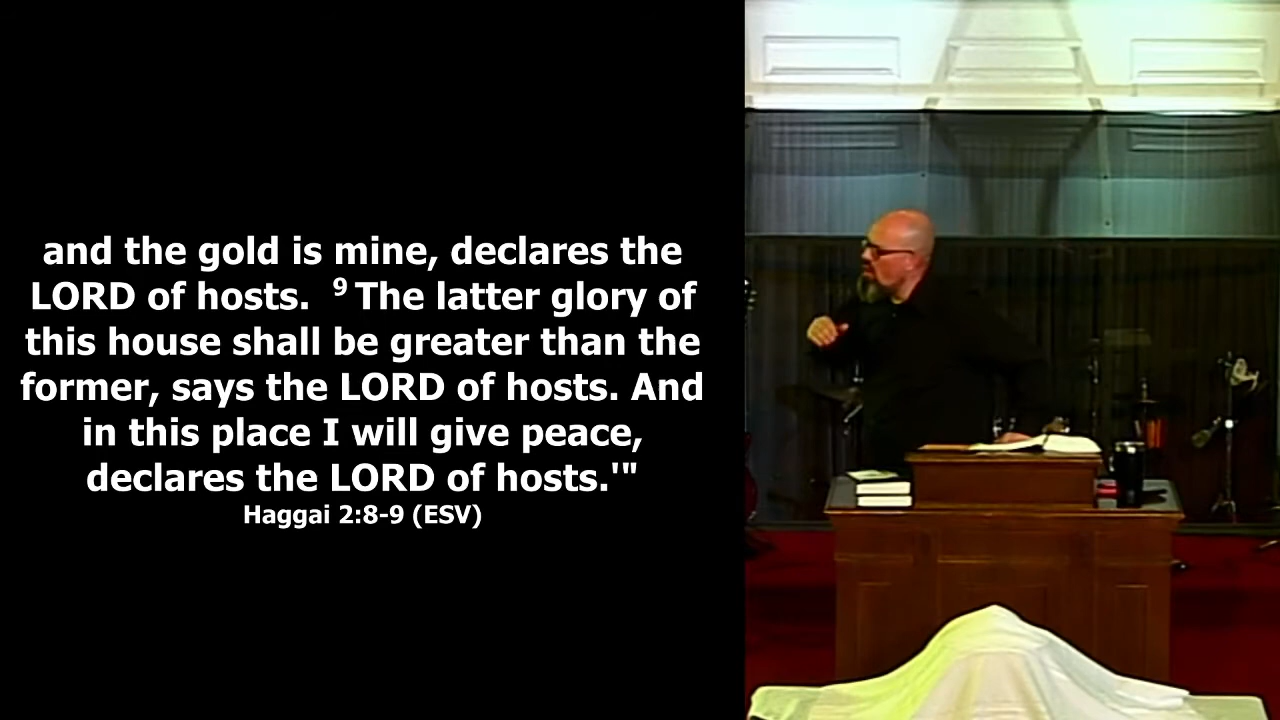 and the gold is mine, declares the
LORD of hosts. 9 The latter glory of
this house shall be greater than the
former, says the LORD of hosts. And
in this place I will give peace,
declares the LORD of hosts.'"
Haggai 2:8-9 (ESV)